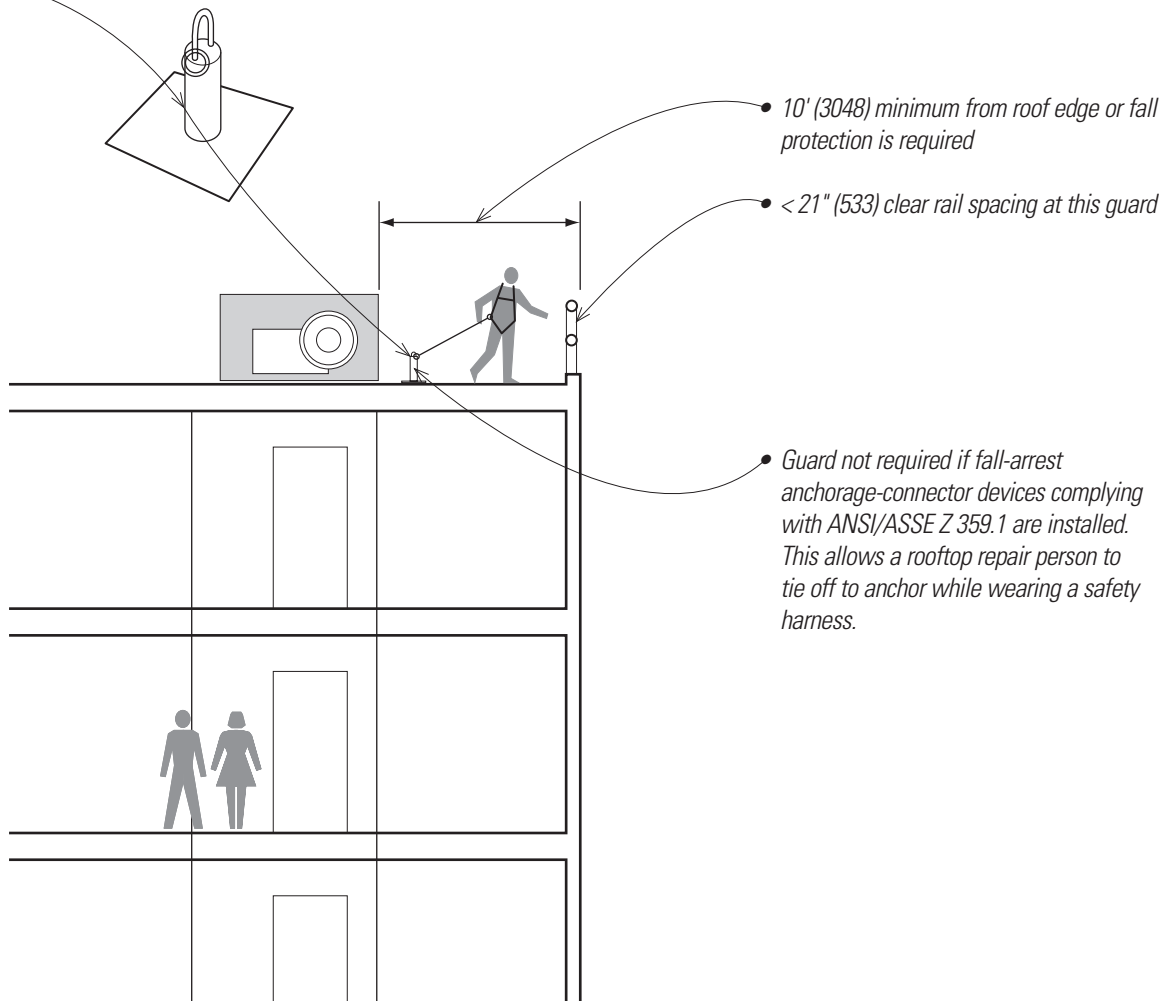 10' (3048) minimum from roof edge or fall
protection is required
< 21" (533) clear rail spacing at this guard
Guard not required if fall-arrest
anchorage-connector devices complying
with ANSI/ASSE Z 359.1 are installed.
This allows a rooftop repair person to
tie off to anchor while wearing a safety
harness.